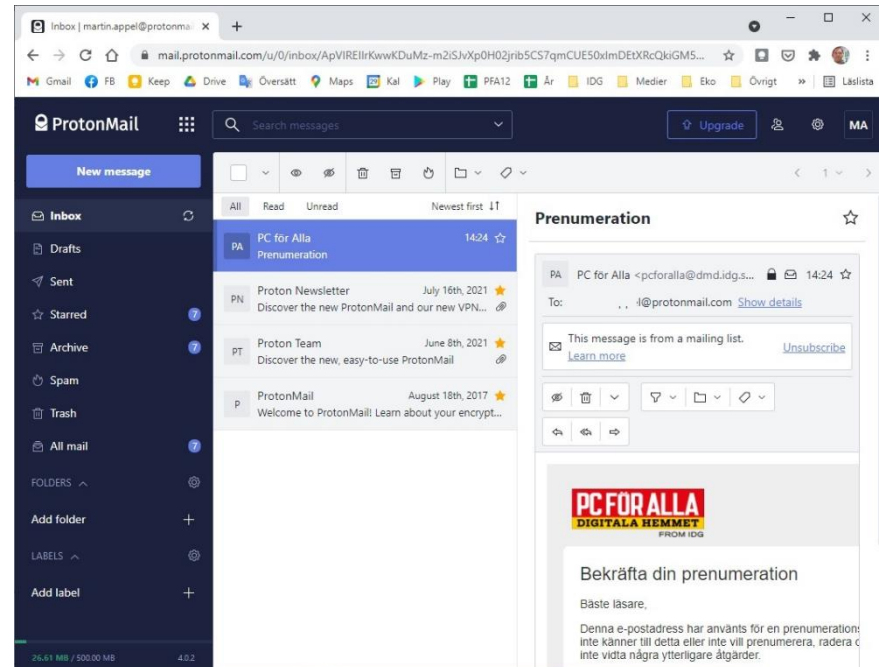 Inbox | martin.appel@protonmai
mail.protonmail.com/u/0/inbox/ApVIREIIrKwwKDuMz-m2iSJvXp0H02jrib5CS7qmCUE50xImDEtXRcQkiGM5...
Gmail FB Keep Drive Översätt Maps Kal Play PFA12 År IDG Medier Eko Övrigt » Läslista
ProtonMail
Search messages
Upgrade
MA
New message
1
Inbox
Drafts
Sent
Starred 7
Archive 7
Spam
Trash
All mail 7
FOLDERS
Add folder
LABELS
Add label
26.61 MB / 500.00 MB 4.0.2
All Read Unread Newest first
PA PC för Alla 14:24
Prenumeration
PN Proton Newsletter July 16th, 2021
Discover the new ProtonMail and our new VPN...
PT Proton Team June 8th, 2021
Discover the new, easy-to-use ProtonMail
P ProtonMail August 18th, 2017
Welcome to ProtonMail! Learn about your encrypt...
Prenumeration
PA PC för Alla <pcforalla@dmd.idg.s... 14:24
To: @protonmail.com Show details
This message is from a mailing list.
Learn more
Unsubscribe
PC FÖR ALLA
DIGITALA HEMMET
FROM IDG
Bekräfta din prenumeration
Bäste läsare,
Denna e-postadress har använts för en prenumerations
inte känner till detta eller inte vill prenumerera, radera
inte vidta några ytterligare åtgärder.